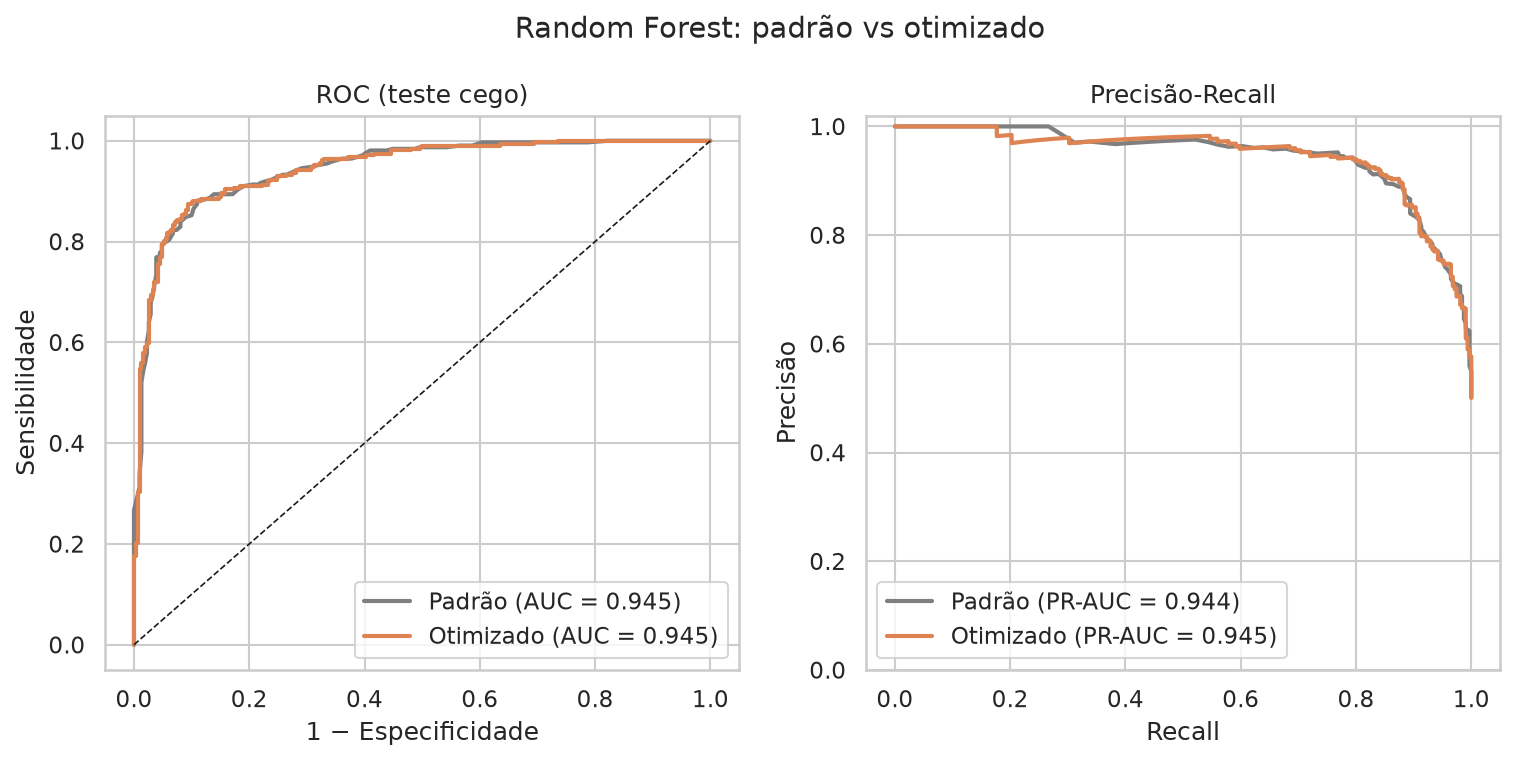 Random Forest: padrão vs otimizado
ROC (teste cego)
1.0
0.8
0.6
0.4
0.2
0.0
Sensibilidade
0.0 0.2 0.4 0.6 0.8 1.0
1 − Especificidade
Padrão (AUC = 0.945)
Otimizado (AUC = 0.945)
Precisão-Recall
1.0
0.8
0.6
0.4
0.2
0.0
Precisão
0.0 0.2 0.4 0.6 0.8 1.0
Recall
Padrão (PR-AUC = 0.944)
Otimizado (PR-AUC = 0.945)